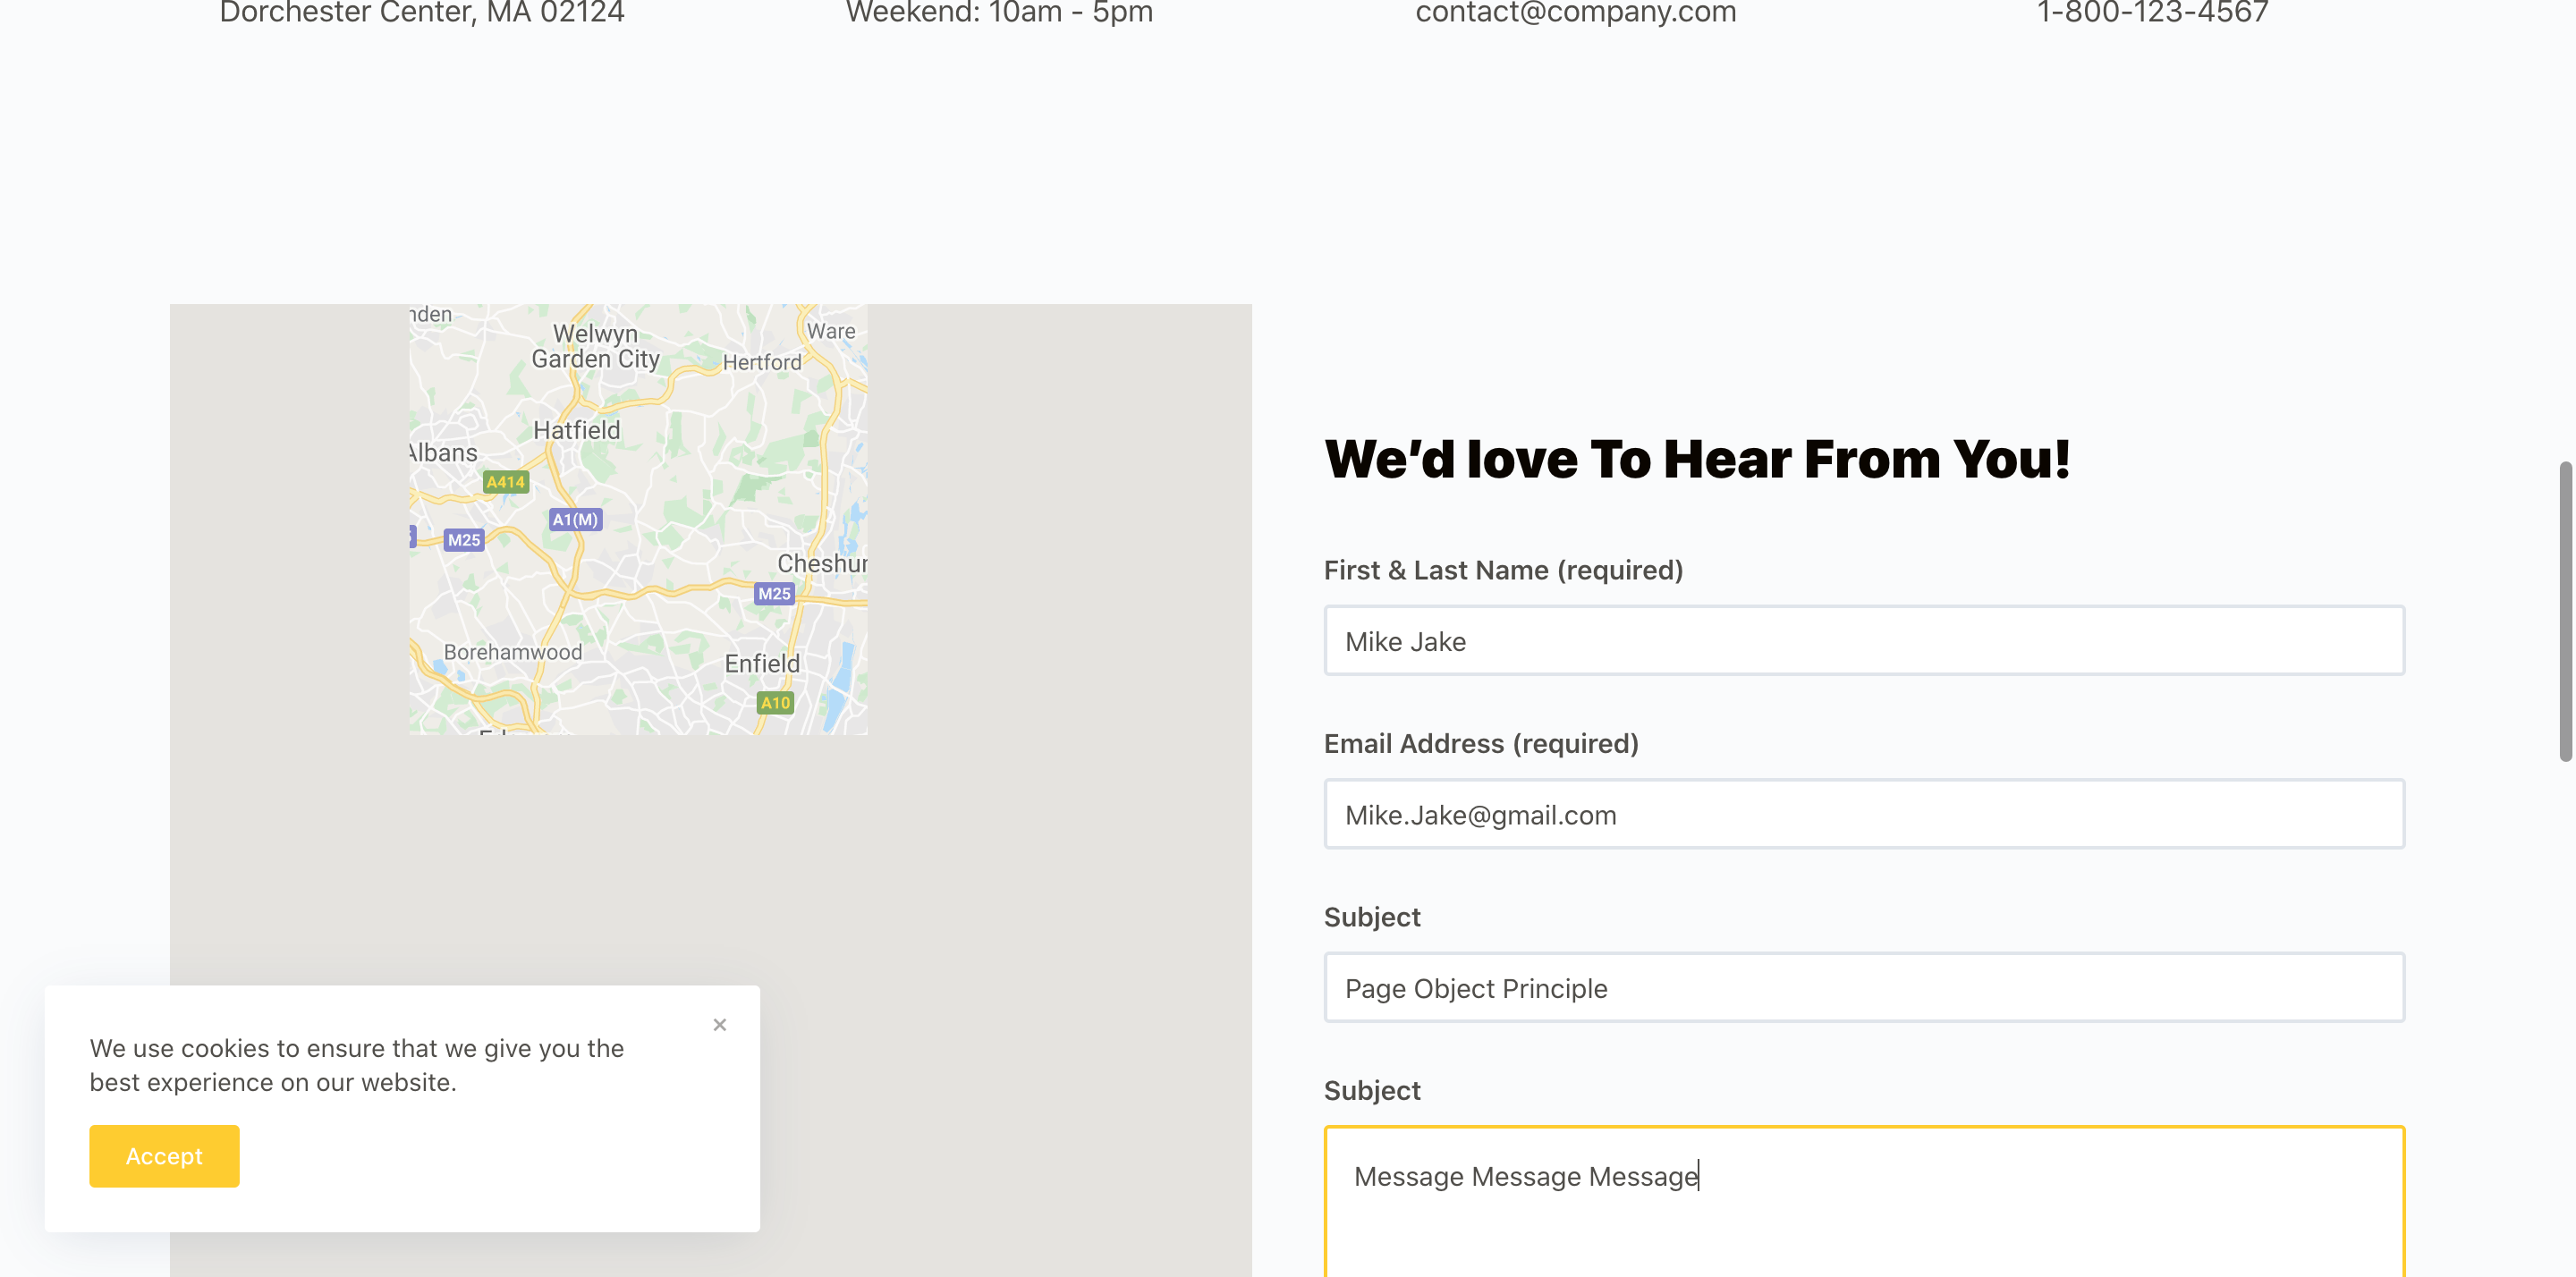 Dorchester Center, MA 02124
Weekend: 10am - 5pm
contact@company.com
1-800-123-4567
nden
Welwyn
Garden City
Ware
Hertford
Hatfield
Albans
A414
A1(M)
M25
Cheshun
M25
Borehamwood
Enfield
A10
We’d love To Hear From You!
First & Last Name (required)
Mike Jake
Email Address (required)
Mike.Jake@gmail.com
Subject
Page Object Principle
Subject
Message Message Message
We use cookies to ensure that we give you the
best experience on our website.
×
Accept